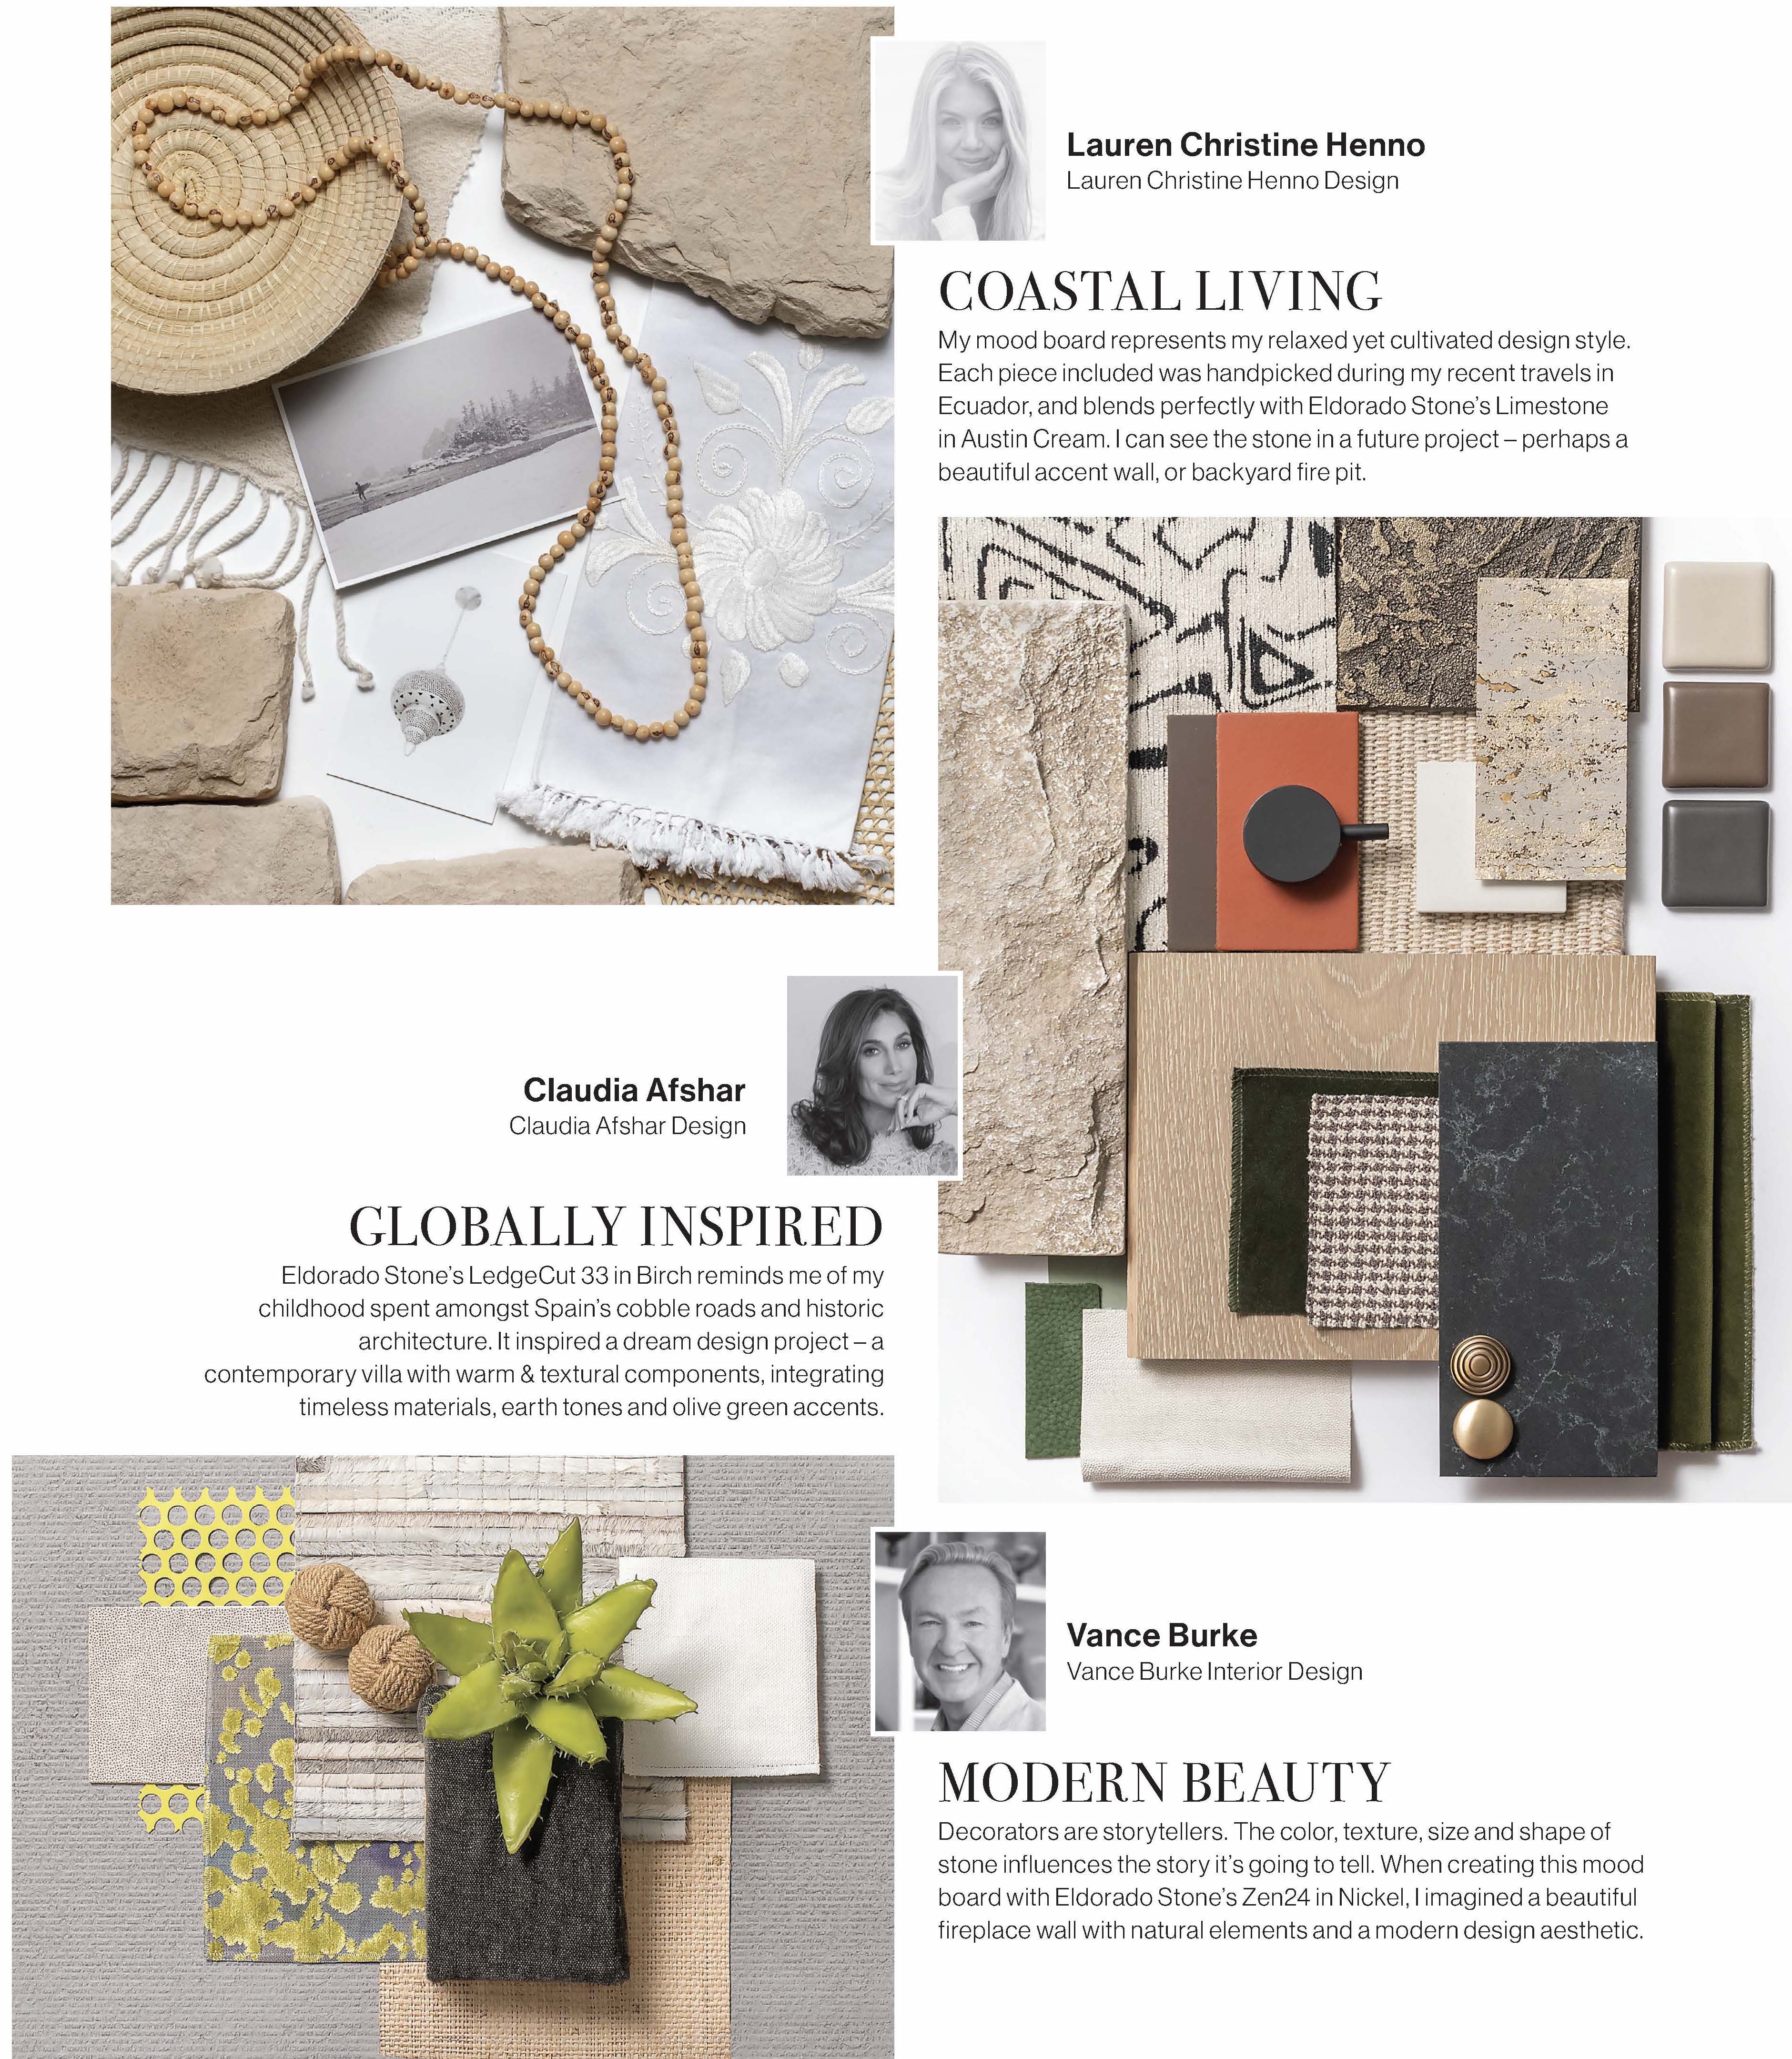 Lauren Christine Henno
Lauren Christine Henno Design
COASTAL LIVING
My mood board represents my relaxed yet cultivated design style.
Each piece included was handpicked during my recent travels in
Ecuador, and blends perfectly with Eldorado Stone’s Limestone
in Austin Cream. I can see the stone in a future project – perhaps a
beautiful accent wall, or backyard fire pit.
Claudia Afshar
Claudia Afshar Design
GLOBALLY INSPIRED
Eldorado Stone’s LedgeCut 33 in Birch reminds me of my
childhood spent amongst Spain’s cobble roads and historic
architecture. It inspired a dream design project – a
contemporary villa with warm & textural components, integrating
timeless materials, earth tones and olive green accents.
Vance Burke
Vance Burke Interior Design
MODERN BEAUTY
Decorators are storytellers. The color, texture, size and shape of
stone influences the story it’s going to tell. When creating this mood
board with Eldorado Stone’s Zen24 in Nickel, I imagined a beautiful
fireplace wall with natural elements and a modern design aesthetic.